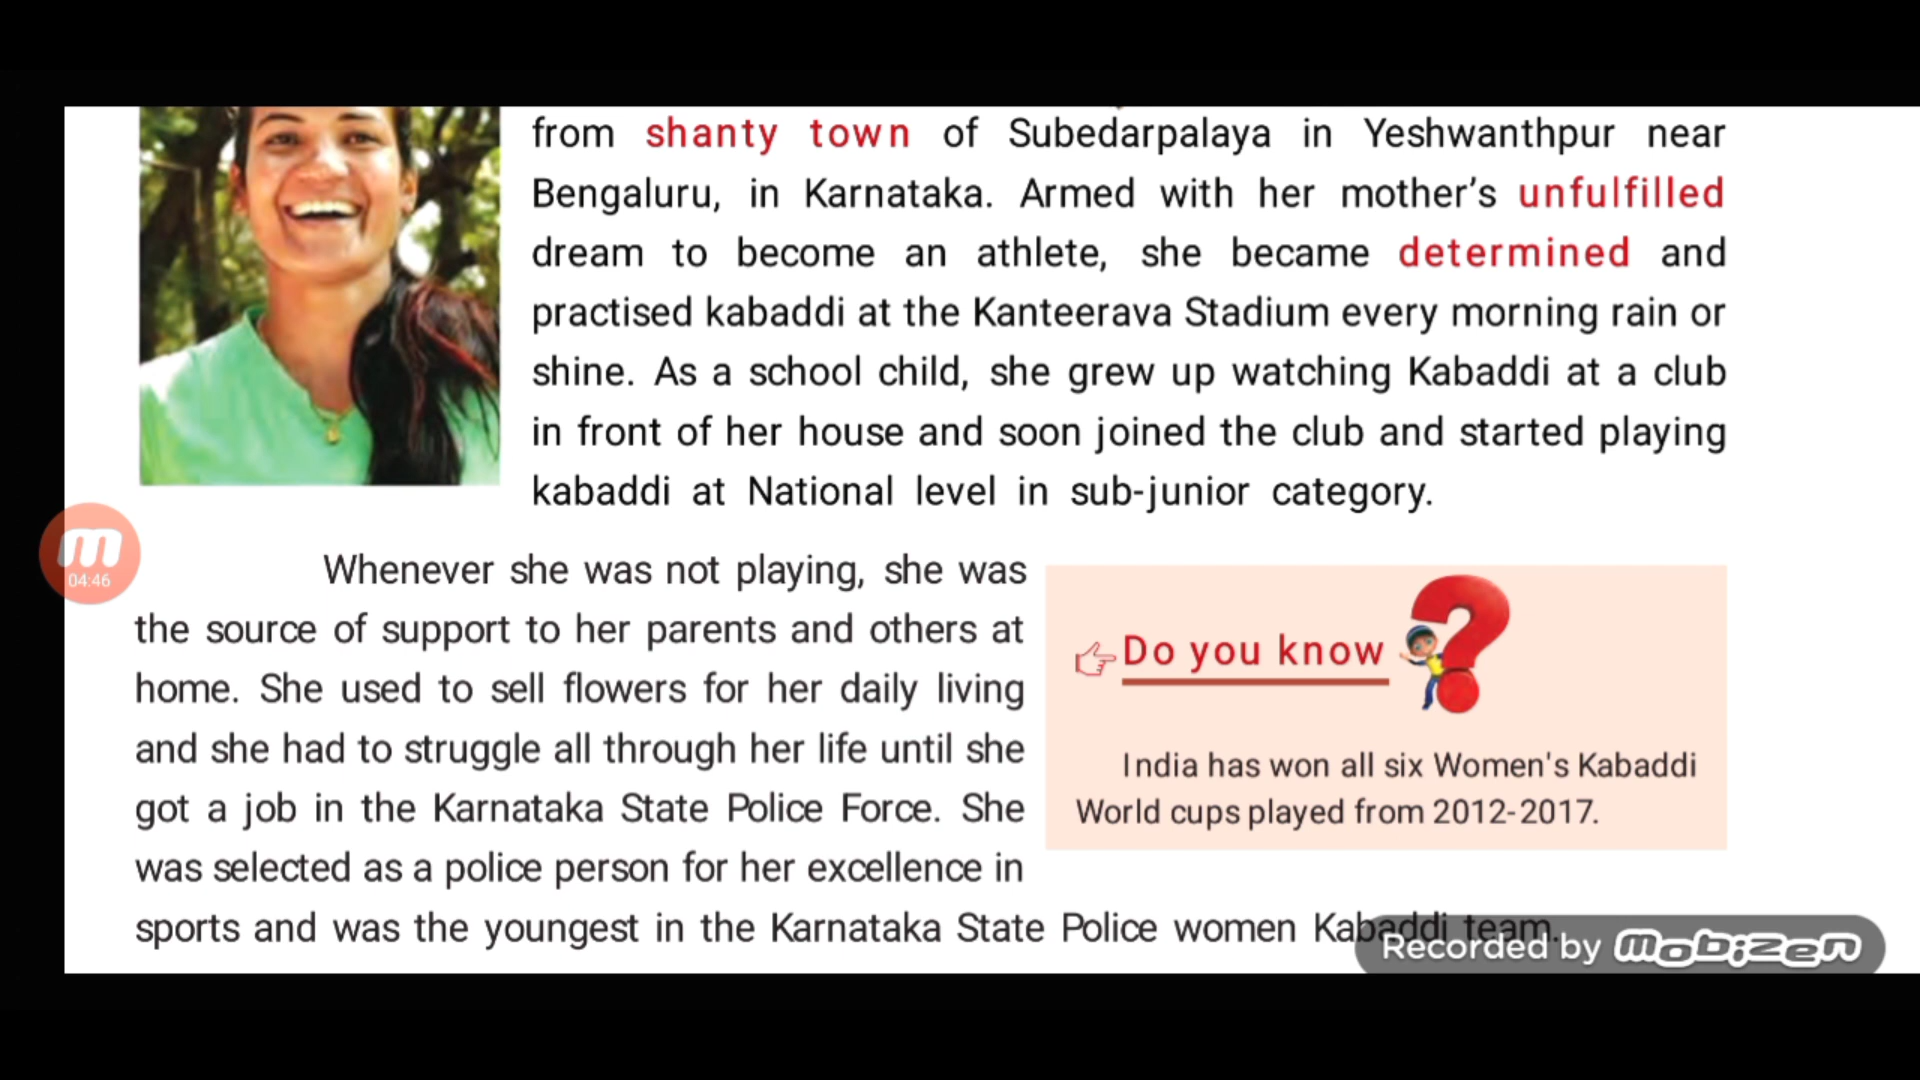 from shanty town of Subedarpalaya in Yeshwanthpur near
Bengaluru, in Karnataka. Armed with her mother’s unfulfilled
dream to become an athlete, she became determined and
practised kabaddi at the Kanteerava Stadium every morning rain or
shine. As a school child, she grew up watching Kabaddi at a club
in front of her house and soon joined the club and started playing
kabaddi at National level in sub-junior category.
Whenever she was not playing, she was
the source of support to her parents and others at
home. She used to sell flowers for her daily living
and she had to struggle all through her life until she
got a job in the Karnataka State Police Force. She
was selected as a police person for her excellence in
sports and was the youngest in the Karnataka State Police women Kabaddi team.
Do you know
?
India has won all six Women's Kabaddi
World cups played from 2012-2017.
m
04:46
Recorded by mobizen